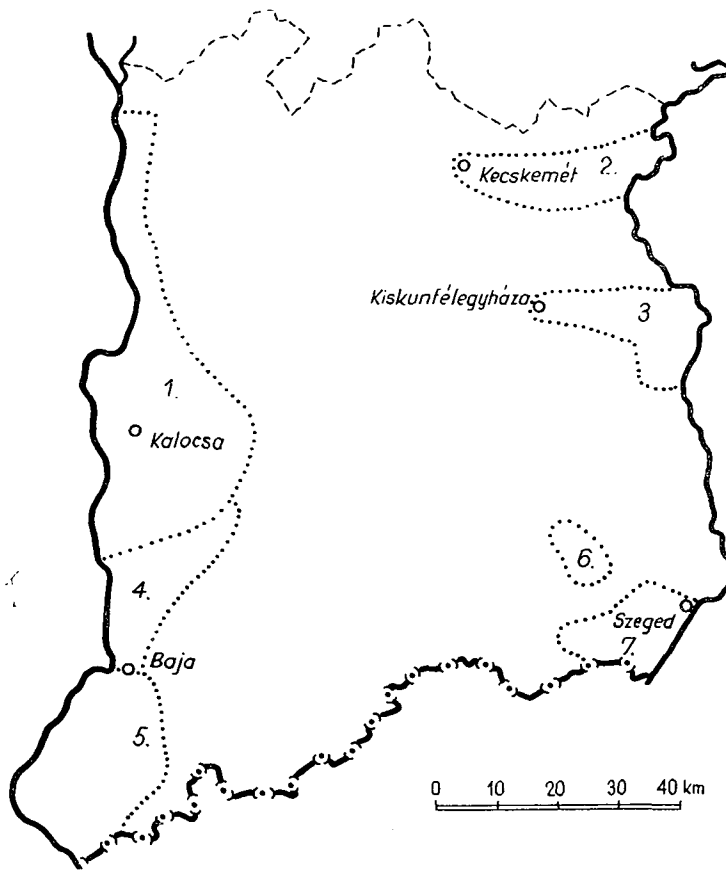 2.
Kecskemét
Kiskunfélegyháza
3
1.
Kalocsa
6.
4.
Szeged
7.
Baja
5.
0 10 20 30 40 km